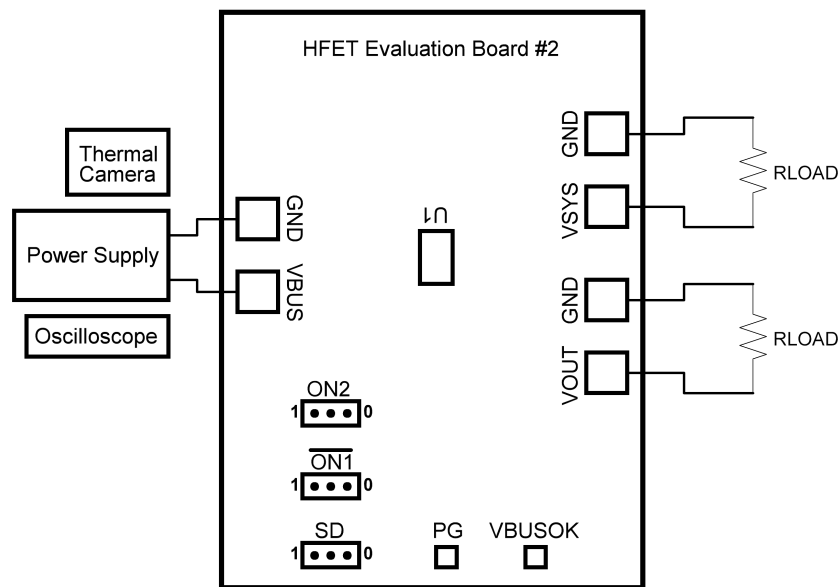 HFET Evaluation Board #2
Thermal
Camera
Power Supply
Oscilloscope
GND
VBUS
U1
GND
VSYS
RLOAD
GND
VOUT
RLOAD
ON2
1 0
ON1
1 0
SD
1 0
PG
VBUSOK